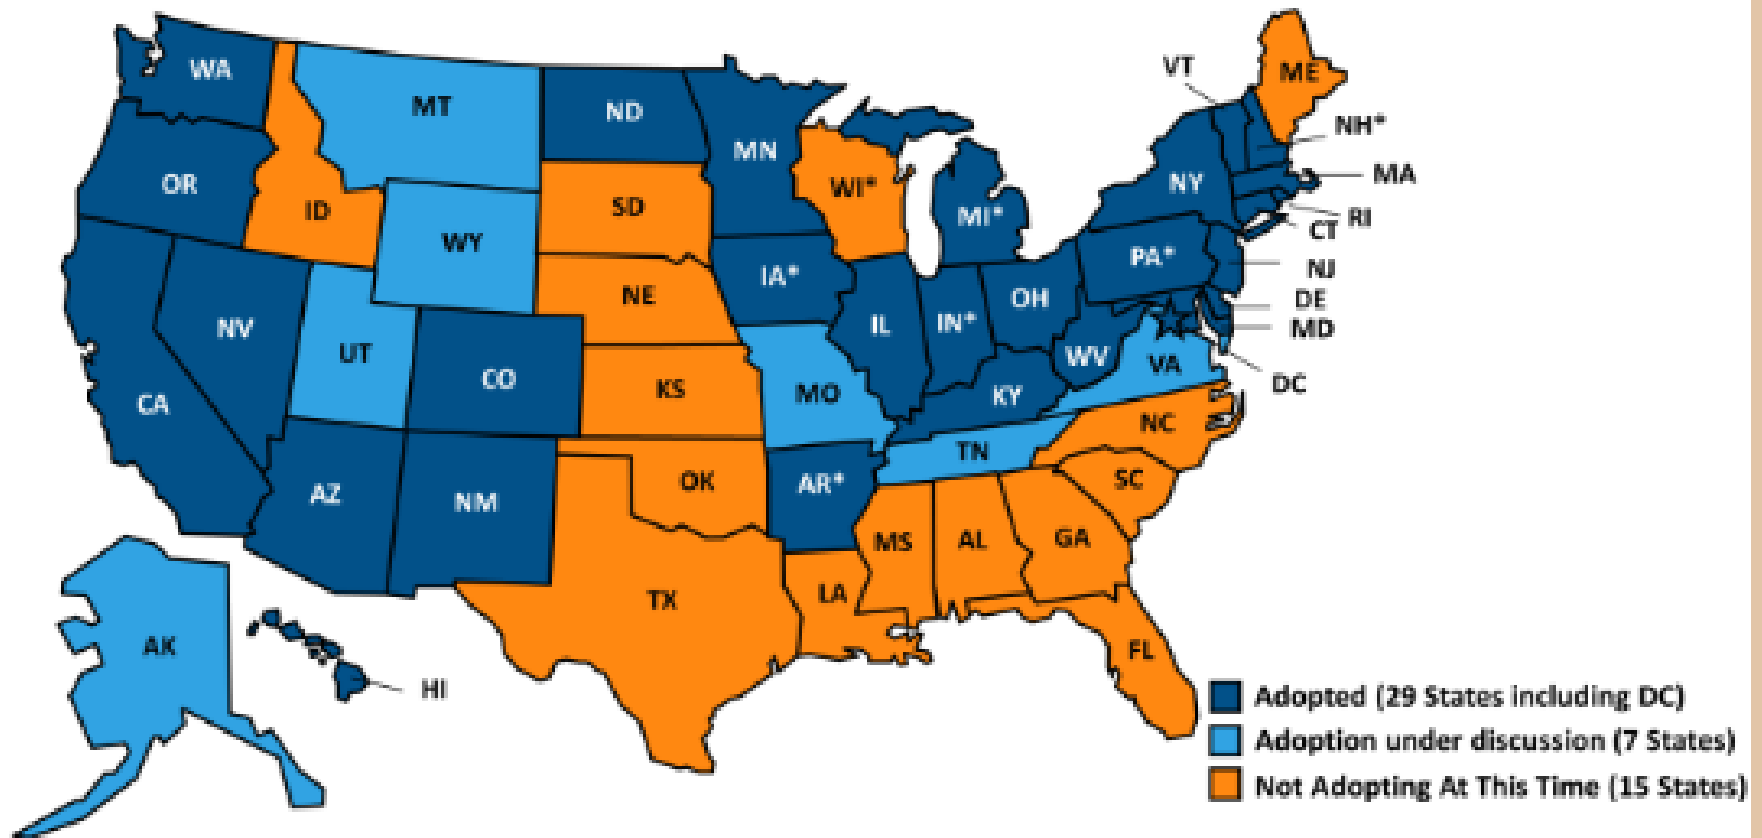 WA
MT
ND
MN
VT
ME
NH*
OR
ID
SD
WI*
MI*
NY
MA
RI
CT
WY
IA*
PA*
NJ
NE
OH
DE
MD
NV
UT
IL
IN*
WV
VA
DC
CO
KS
MO
KY
CA
NC
TN
AZ
NM
OK
AR*
SC
MS
AL
GA
TX
LA
AK
HI
FL
Adopted (29 States including DC)
Adoption under discussion (7 States)
Not Adopting At This Time (15 States)